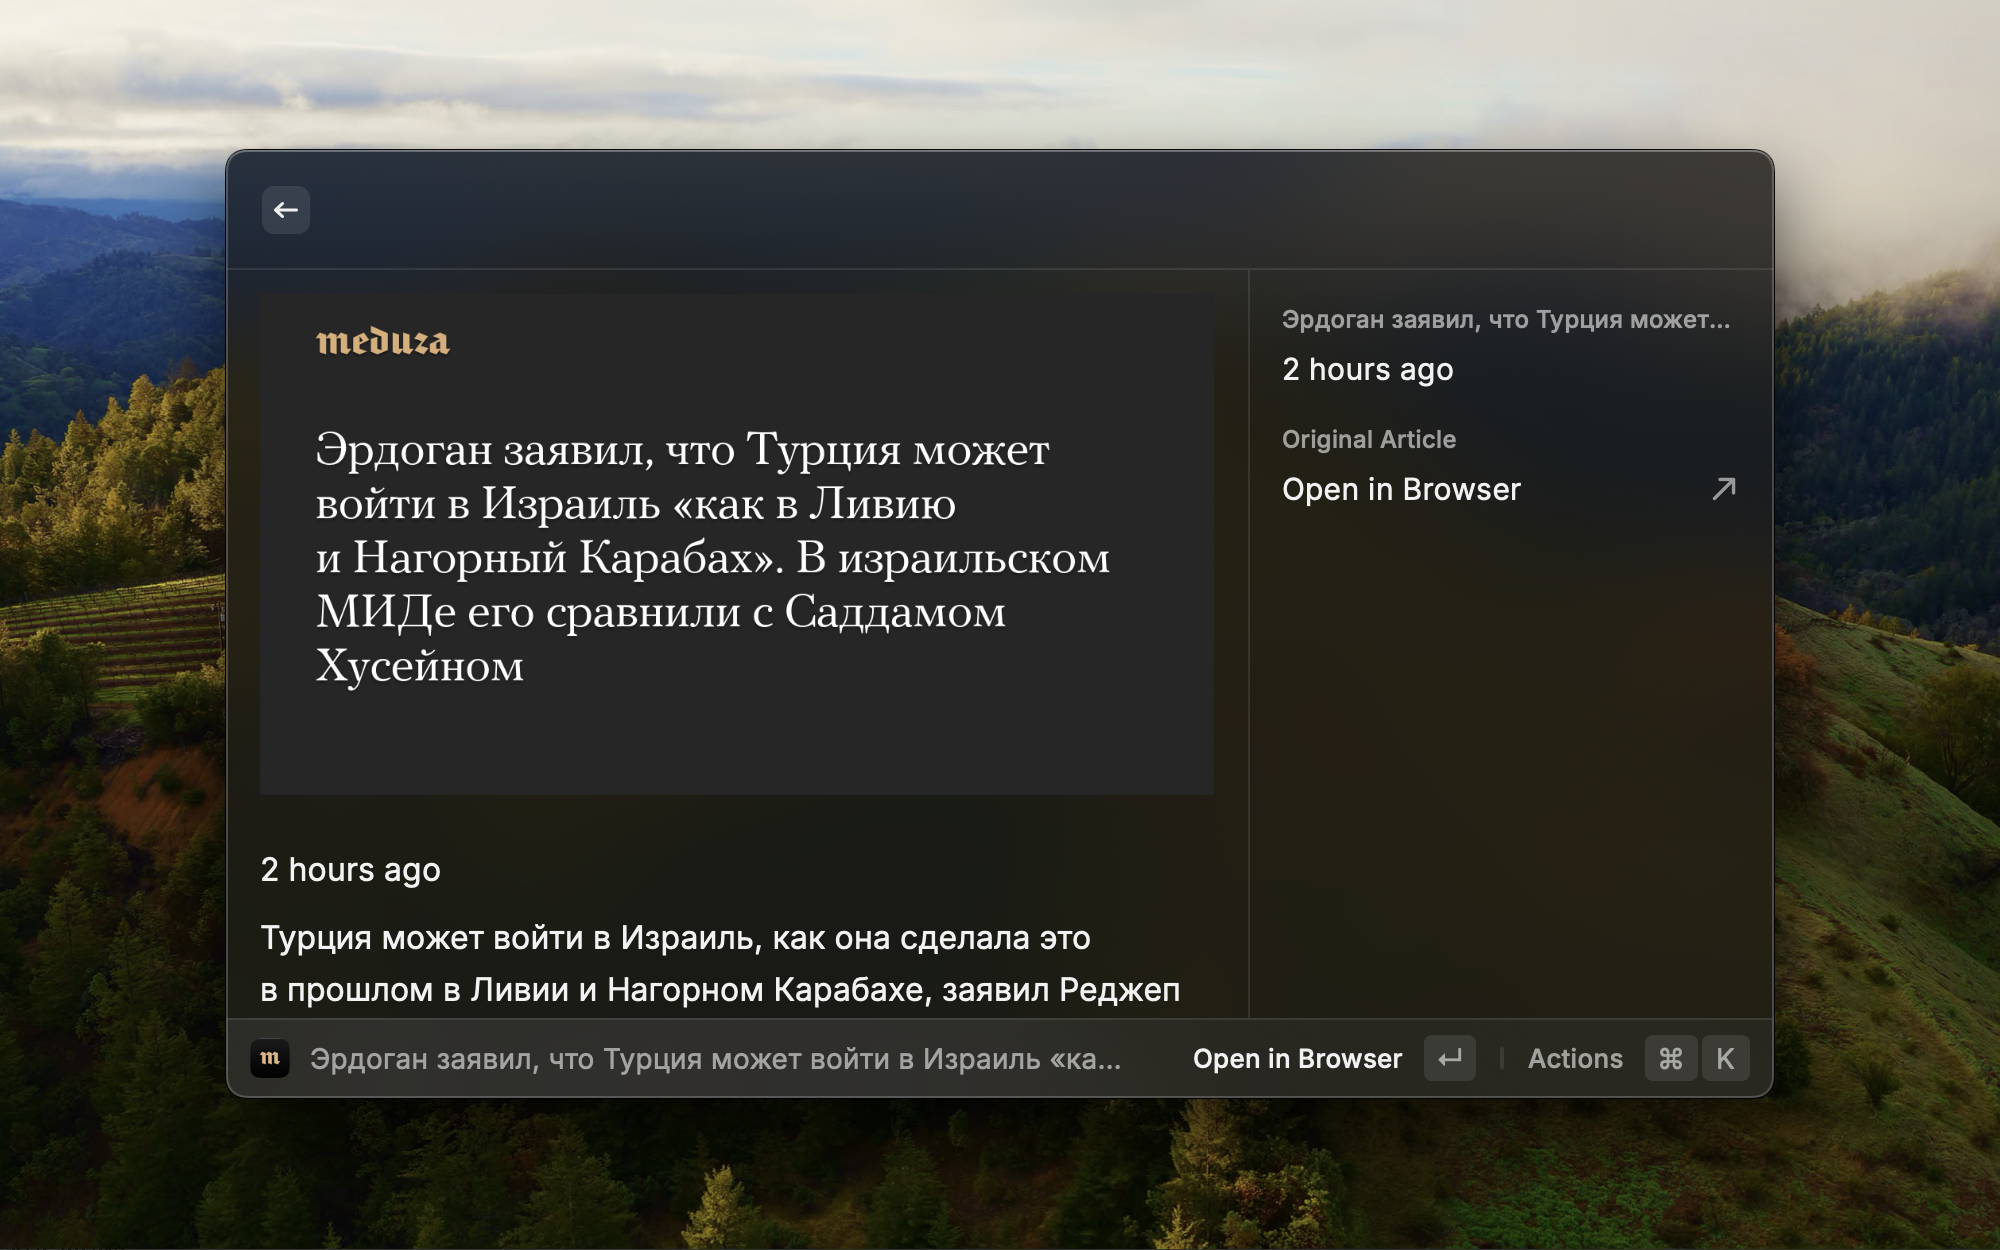 meduza
Эрдоган заявил, что Турция может
войти в Израиль «как в Ливию
и Нагорный Карабах». В израильском
МИДе его сравнили с Саддамом
Хусейном
2 hours ago
Турция может войти в Израиль, как она сделала это
в прошлом в Ливии и Нагорном Карабахе, заявил Реджеп
Эрдоган заявил, что Турция может...
2 hours ago
Original Article
Open in Browser
m Эрдоган заявил, что Турция может войти в Израиль «ка... Open in Browser Actions ⌘ K